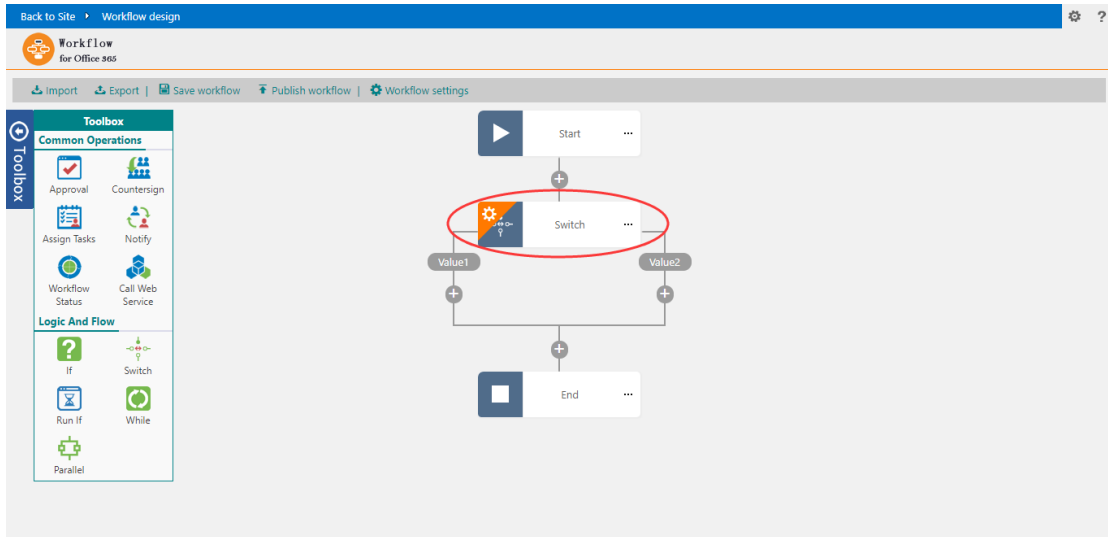 Back to Site Workflow design
?
Workflow
for Office 365
Import Export | Save workflow Publish workflow | Workflow settings
Toolbox
Toolbox
Common Operations
Approval Countersign
Assign Tasks Notify
Workflow Status Call Web Service
Logic And Flow
If Switch
Run If While
Parallel
Start ...
Switch ...
Value1 Value2
End ...